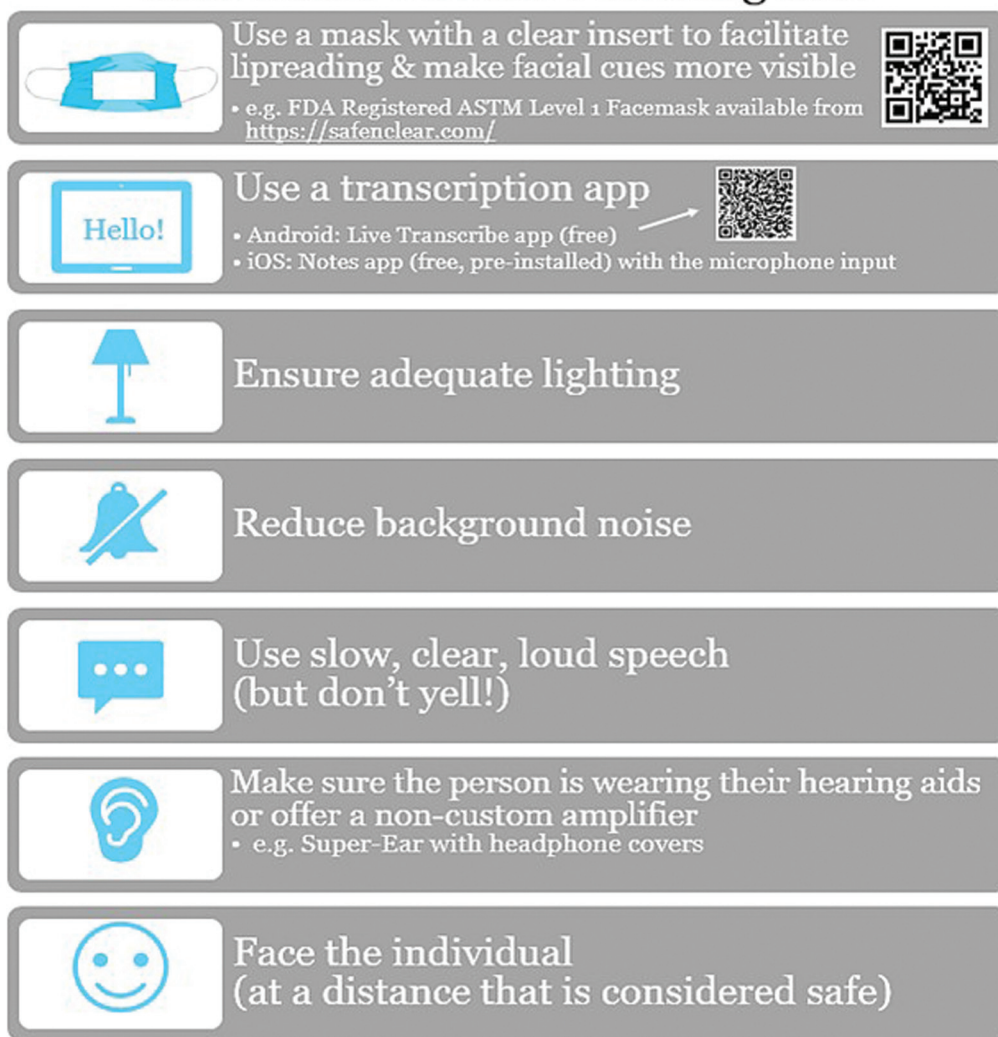 Use a mask with a clear insert to facilitate
lipreading & make facial cues more visible
• e.g. FDA Registered ASTM Level 1 Facemask available from
https://safenclear.com/
Hello!
Use a transcription app
• Android: Live Transcribe app (free)
• iOS: Notes app (free, pre-installed) with the microphone input
Ensure adequate lighting
Reduce background noise
Use slow, clear, loud speech
(but don't yell!)
Make sure the person is wearing their hearing aids
or offer a non-custom amplifier
• e.g. Super-Ear with headphone covers
Face the individual
(at a distance that is considered safe)